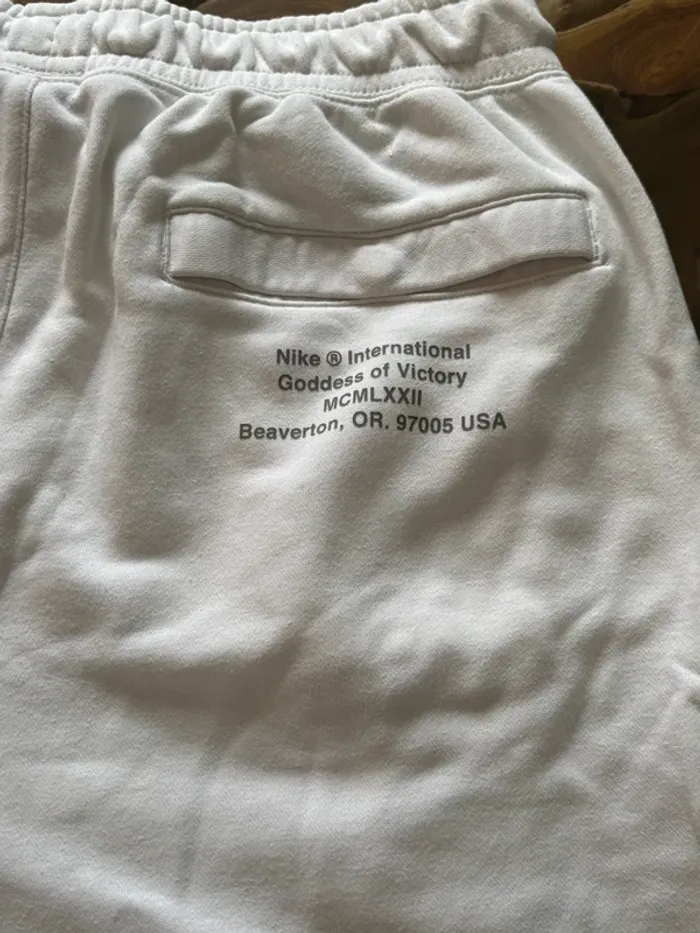 Nike ® International
Goddess of Victory
MCMLXXII
Beaverton, OR. 97005 USA